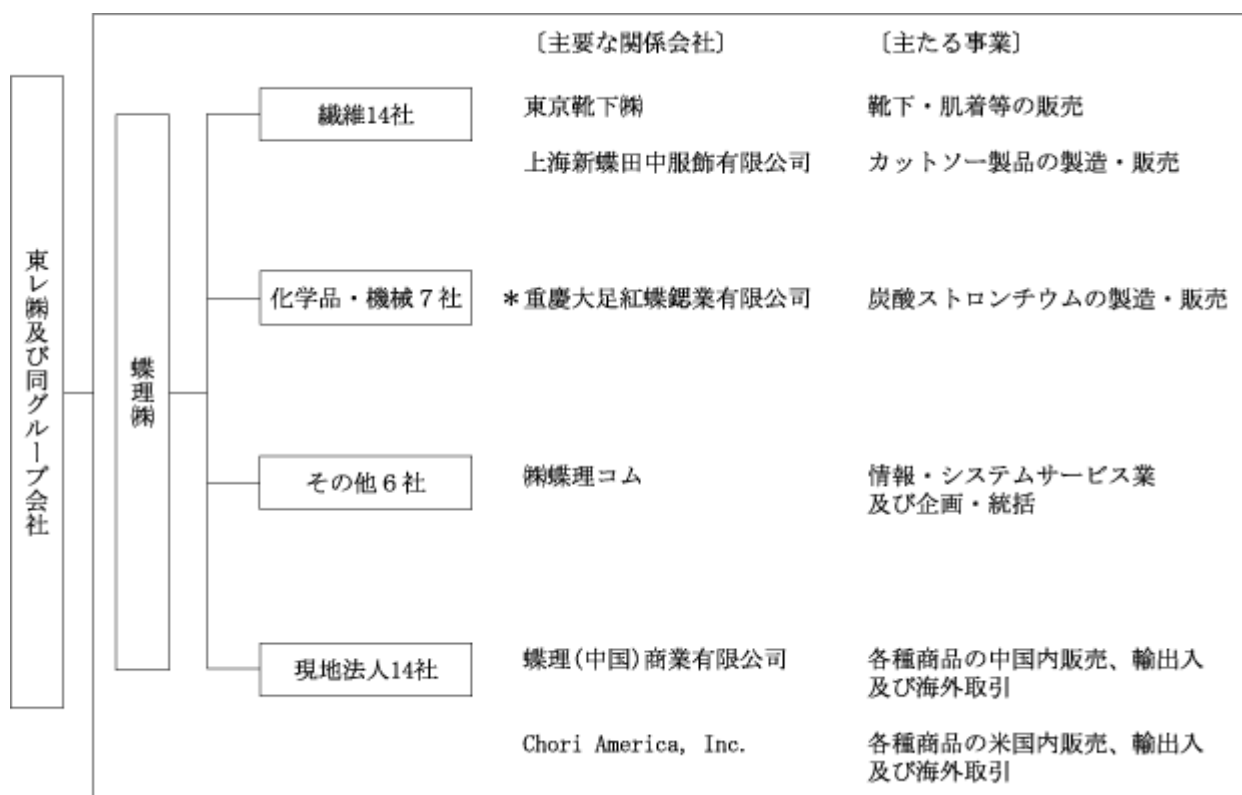 〔主要な関係会社〕 〔主たる事業〕
東レ㈱及び同グループ会社
蝶理㈱
繊維14社 東京靴下㈱ 靴下・肌着等の販売
上海新蝶田中服飾有限公司 カットソー製品の製造・販売
化学品・機械7社 *重慶大足紅蝶鍶業有限公司 炭酸ストロンチウムの製造・販売
その他6社 ㈱蝶理コム 情報・システムサービス業
及び企画・統括
現地法人14社 蝶理(中国)商業有限公司 各種商品の中国内販売、輸出入
及び海外取引
Chori America, Inc. 各種商品の米国内販売、輸出入
及び海外取引